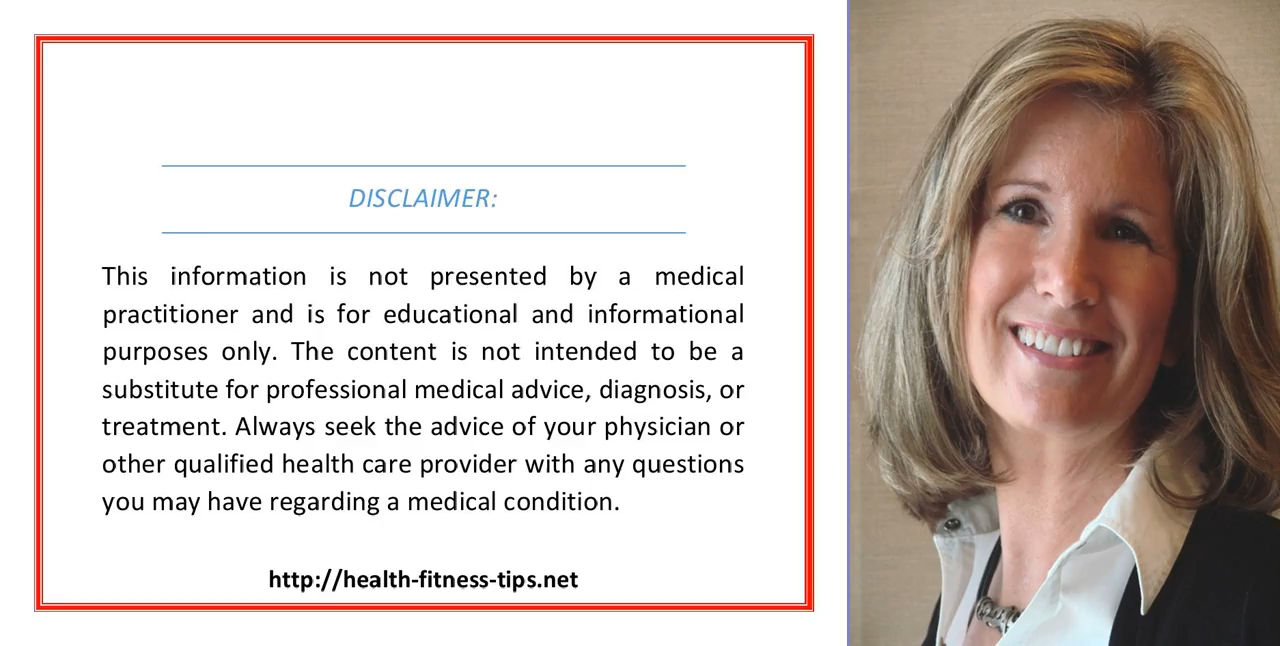 DISCLAIMER:
This information is not presented by a medical
practitioner and is for educational and informational
purposes only. The content is not intended to be a
substitute for professional medical advice, diagnosis, or
treatment. Always seek the advice of your physician or
other qualified health care provider with any questions
you may have regarding a medical condition.
http://health-fitness-tips.net